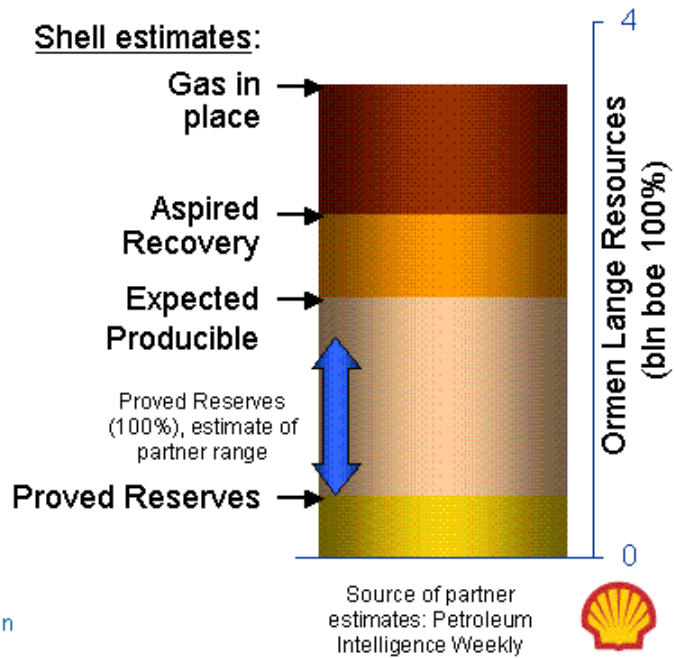 Shell estimates:
Gas in
place
Aspired
Recovery
Expected
Producible
Proved Reserves
(100%), estimate of
partner range
Proved Reserves
4
Ormen Lange Resources
(bln boe 100%)
0
Source of partner
estimates: Petroleum
Intelligence Weekly
n